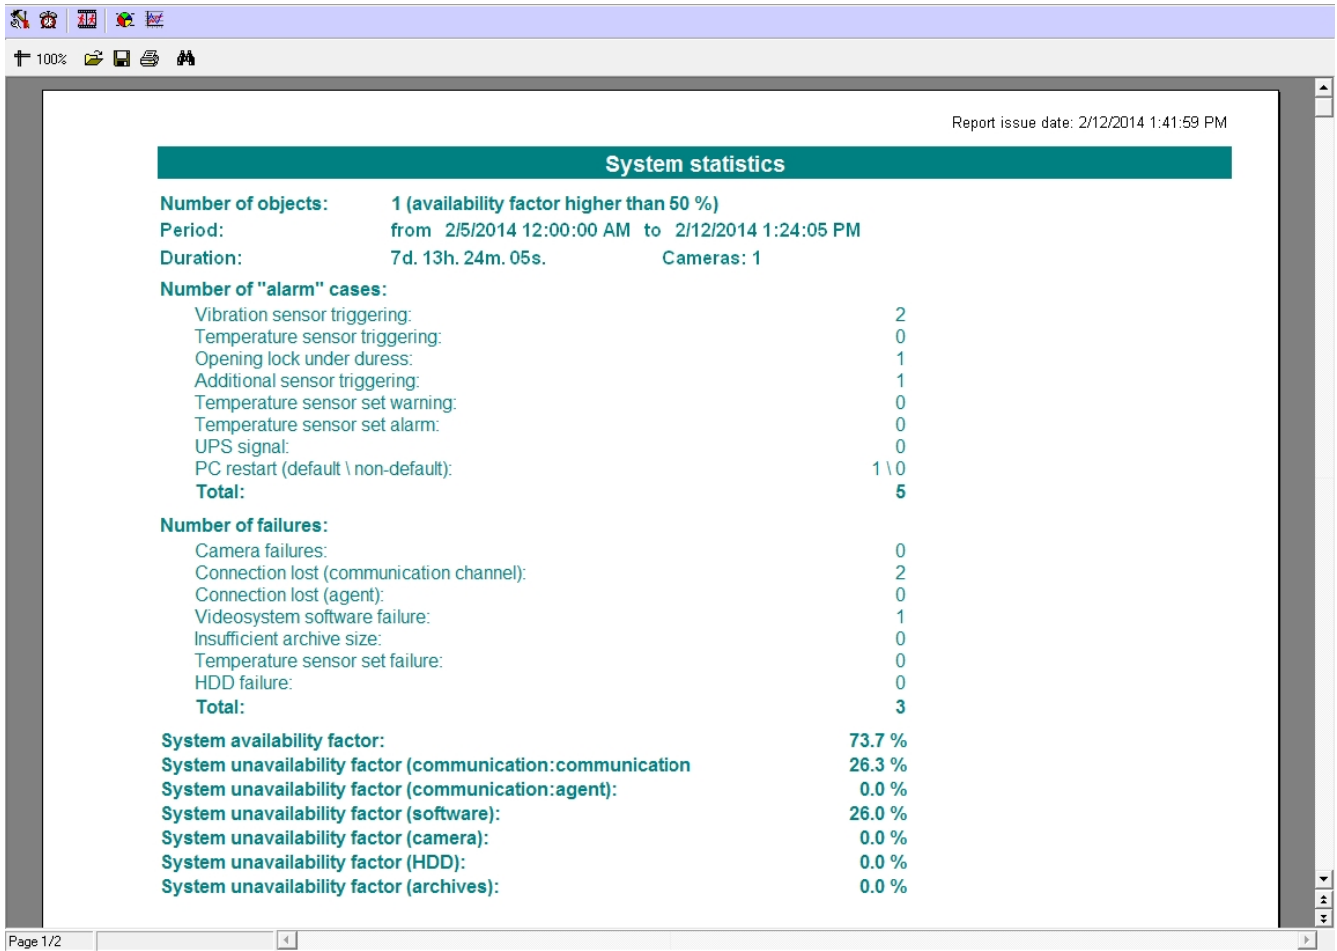 100%
Report issue date: 2/12/2014 1:41:59 PM
System statistics
Number of objects: 1 (availability factor higher than 50 %)
Period: from 2/5/2014 12:00:00 AM to 2/12/2014 1:24:05 PM
Duration: 7d. 13h. 24m. 05s. Cameras: 1
Number of "alarm" cases:
Vibration sensor triggering: 2
Temperature sensor triggering: 0
Opening lock under duress: 1
Additional sensor triggering: 1
Temperature sensor set warning: 0
Temperature sensor set alarm: 0
UPS signal: 0
PC restart (default \ non-default): 1 \ 0
Total: 5
Number of failures:
Camera failures: 0
Connection lost (communication channel): 2
Connection lost (agent): 0
Videosystem software failure: 1
Insufficient archive size: 0
Temperature sensor set failure: 0
HDD failure: 0
Total: 3
System availability factor: 73.7 %
System unavailability factor (communication:communication 26.3 %
System unavailability factor (communication:agent): 0.0 %
System unavailability factor (software): 26.0 %
System unavailability factor (camera): 0.0 %
System unavailability factor (HDD): 0.0 %
System unavailability factor (archives): 0.0 %
Page 1/2